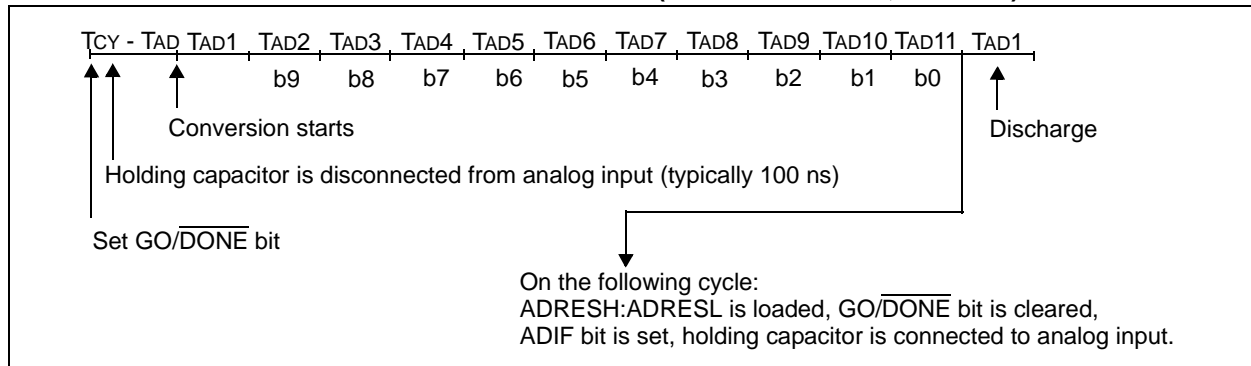 TCY - TAD TAD1 TAD2 TAD3 TAD4 TAD5 TAD6 TAD7 TAD8 TAD9 TAD10 TAD11 TAD1
b9 b8 b7 b6 b5 b4 b3 b2 b1 b0
Conversion starts
Discharge
Holding capacitor is disconnected from analog input (typically 100 ns)
Set GO/DONE bit
On the following cycle:
ADRESH:ADRESL is loaded, GO/DONE bit is cleared,
ADIF bit is set, holding capacitor is connected to analog input.